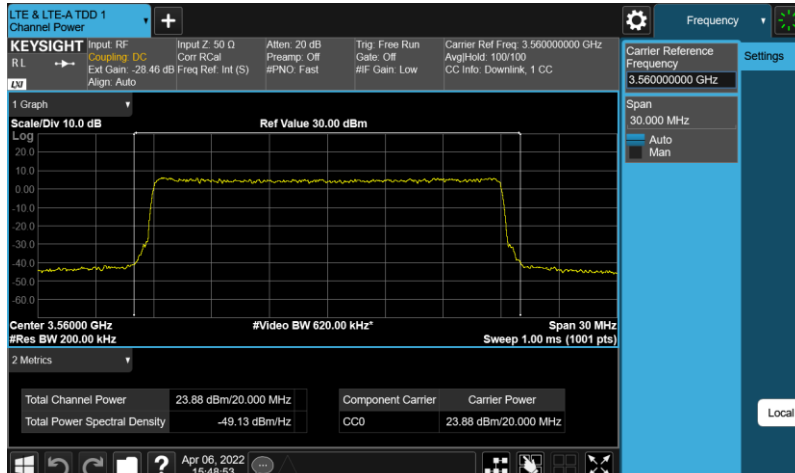 LTE & LTE-A TDD 1
Channel Power
Frequency
KEYSIGHT
R L
LXI
Input: RF
Coupling: DC
Ext Gain: -28.46 dB
Align: Auto
Input Z: 50 Ω
Corr RCal
Freq Ref: Int (S)
Atten: 20 dB
Preamp: Off
#PNO: Fast
Trig: Free Run
Gate: Off
#IF Gain: Low
Carrier Ref Freq: 3.560000000 GHz
Avg|Hold: 100/100
CC Info: Downlink, 1 CC
Carrier Reference
Frequency
3.560000000 GHz
Settings
Span
30.000 MHz
Auto
Man
1 Graph
Scale/Div 10.0 dB
Ref Value 30.00 dBm
Log
20.0
10.0
0.00
-10.0
-20.0
-30.0
-40.0
-50.0
-60.0
Center 3.56000 GHz
#Video BW 620.00 kHz*
Span 30 MHz
#Res BW 200.00 kHz
Sweep 1.00 ms (1001 pts)
2 Metrics
Total Channel Power 23.88 dBm/20.000 MHz
Total Power Spectral Density -49.13 dBm/Hz
Component Carrier Carrier Power
CC0 23.88 dBm/20.000 MHz
Local
?
Apr 06, 2022
15:48:53